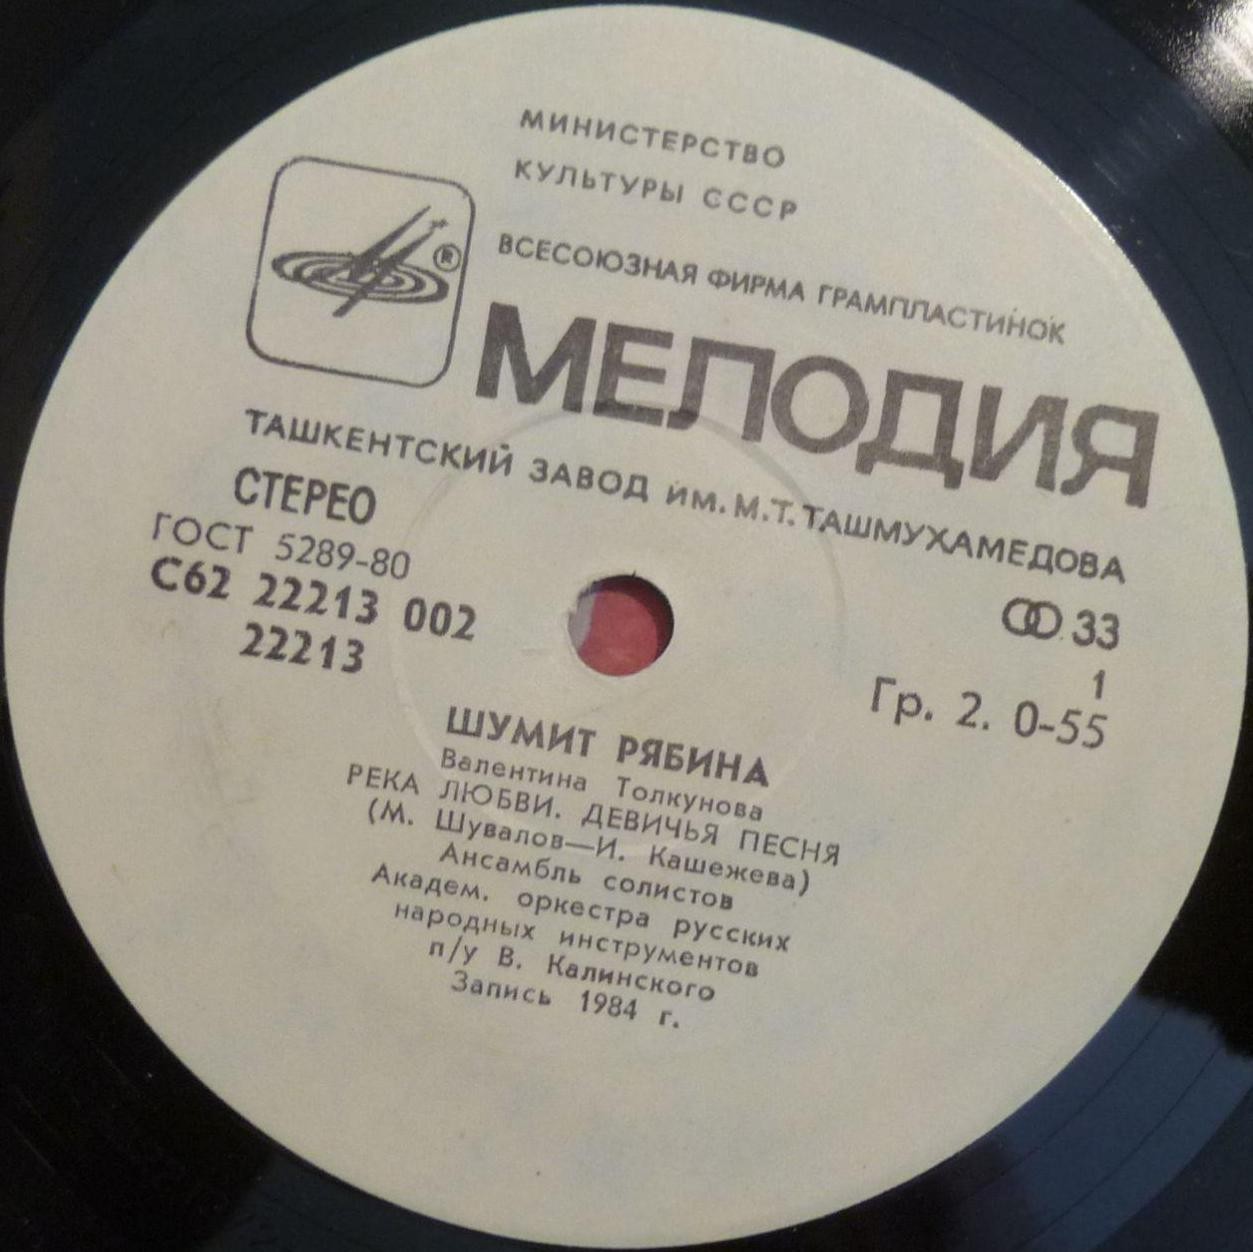 МИНИСТЕРСТВО
КУЛЬТУРЫ СССР
ВСЕСОЮЗНАЯ ФИРМА ГРАМПЛАСТИНОК
®
МЕЛОДИЯ
ТАШКЕНТСКИЙ ЗАВОД ИМ. М. Т. ТАШМУХАМЕДОВА
СТЕРЕО
ГОСТ 5289-80
С62 22213 002
22213
33
1
Гр. 2. 0-55
ШУМИТ РЯБИНА
Валентина Толкунова
РЕКА ЛЮБВИ. ДЕВИЧЬЯ ПЕСНЯ
(М. Шувалов—И. Кашежева)
Ансамбль солистов
Академ. оркестра русских
народных инструментов
п/у В. Калинского
Запись 1984 г.